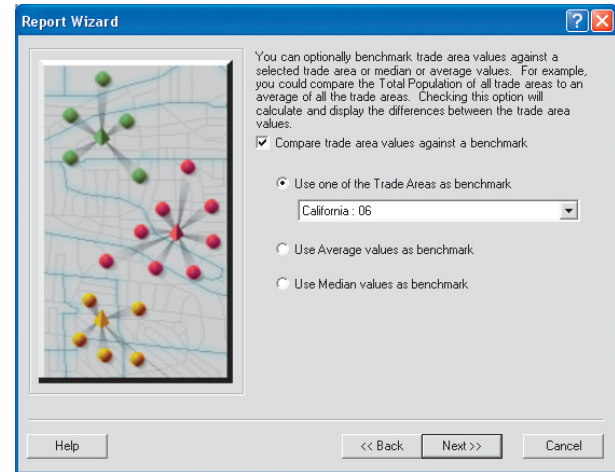 Report Wizard
You can optionally benchmark trade area values against a
selected trade area or median or average values. For example,
you could compare the Total Population of all trade areas to an
average of all the trade areas. Checking this option will
calculate and display the differences between the trade area
values.
Compare trade area values against a benchmark
Use one of the Trade Areas as benchmark
California : 06
Use Average values as benchmark
Use Median values as benchmark
Help
<< Back
Next >>
Cancel